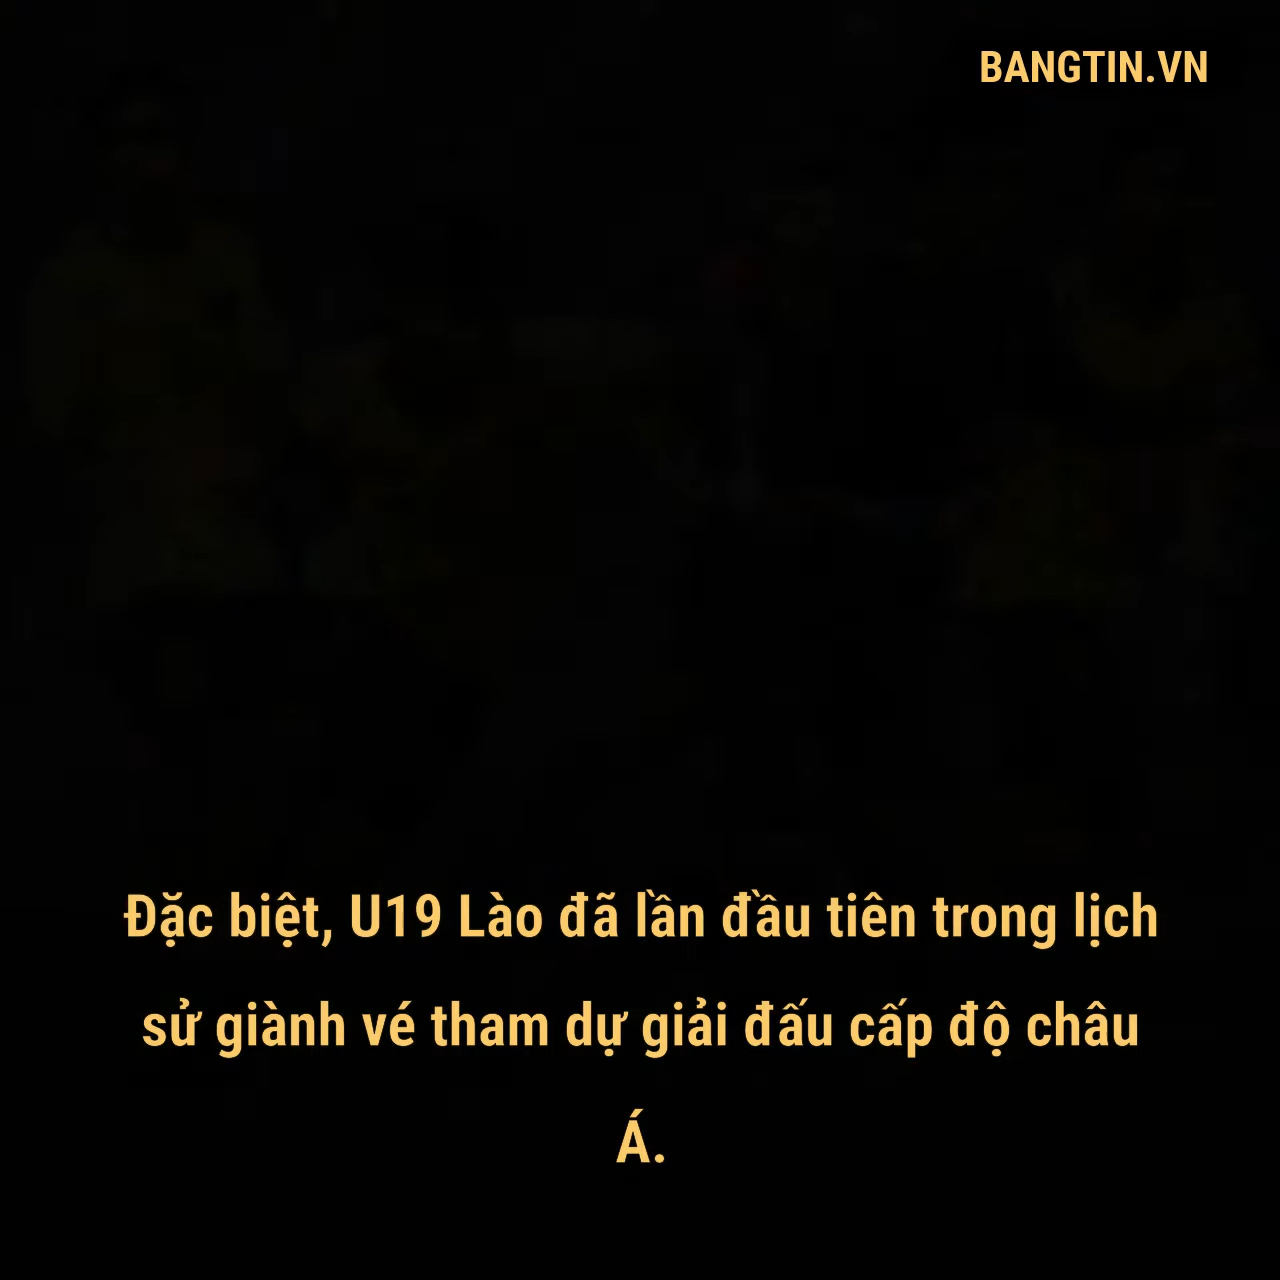 BANGTIN.VN
Đặc biệt, U19 Lào đã lần đầu tiên trong lịch
sử giành vé tham dự giải đấu cấp độ châu
Á.